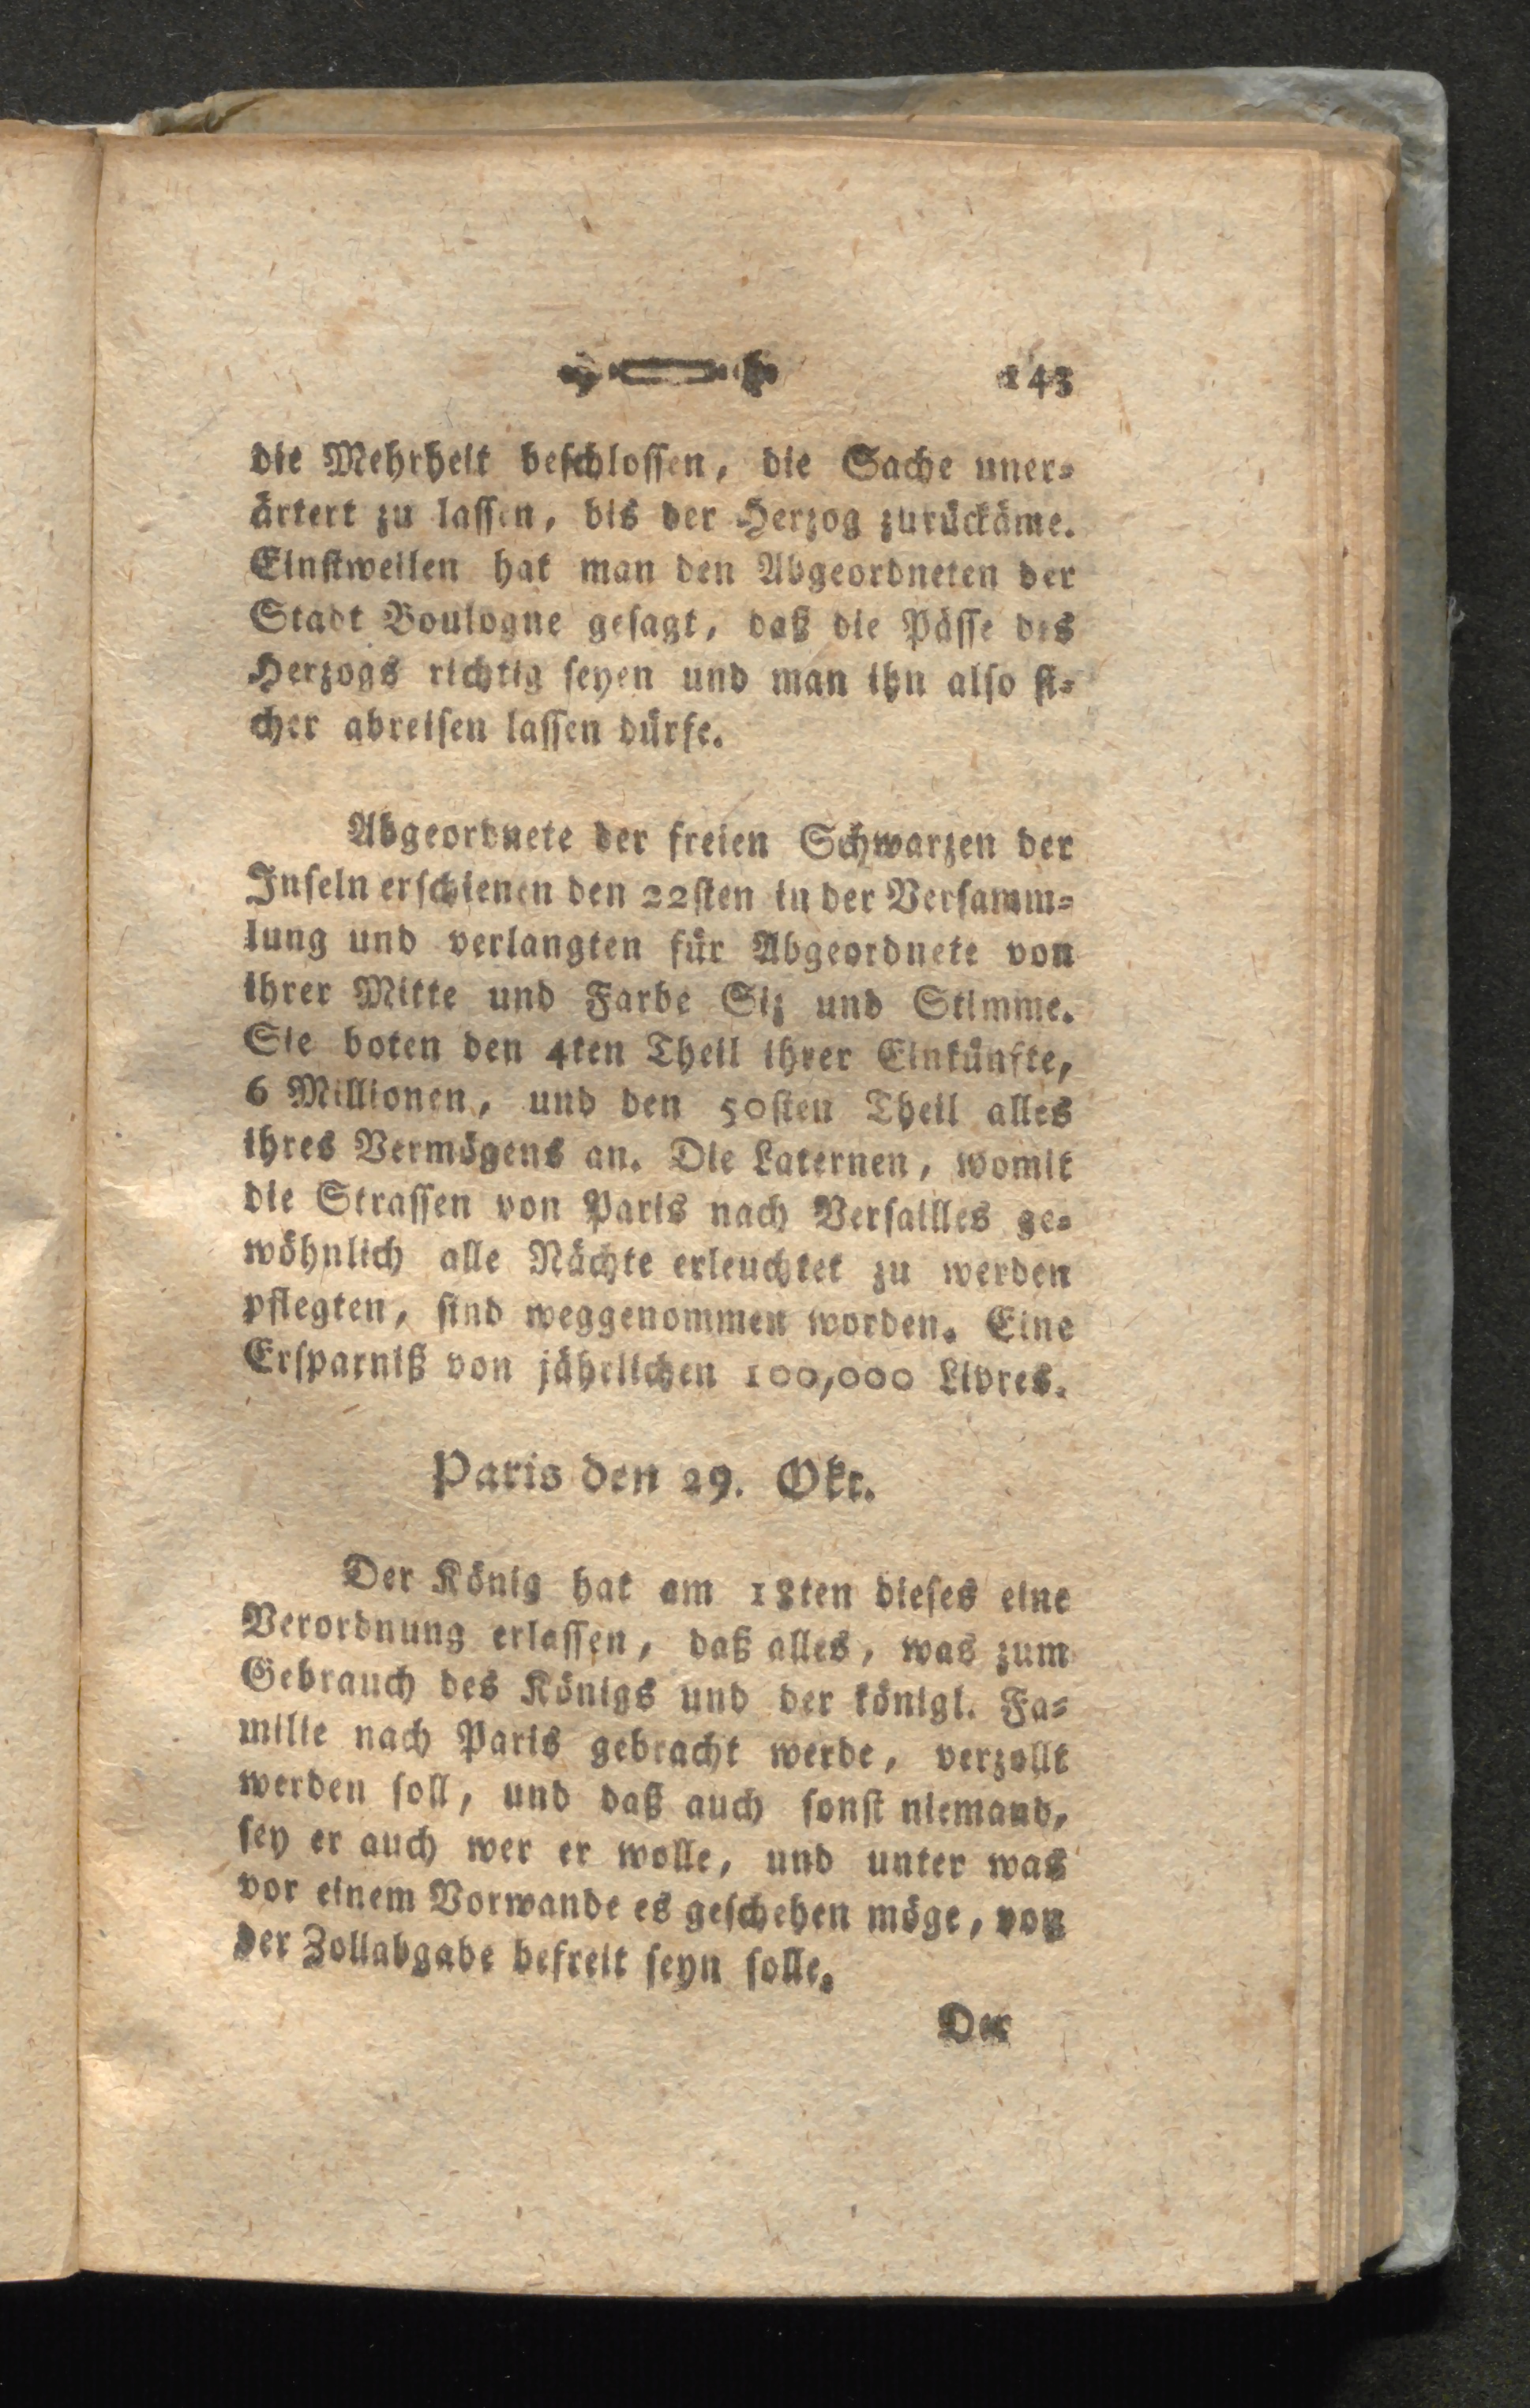 143
die Mehrheit beschlossen, die Sache uner-
ärtert zu lassen, bis der Herzog zurückäme.
Einstweilen hat man den Abgeordneten der
Stadt Boulogne gesagt, daß die Pässe des
Herzogs richtig seyen und man ihn also si-
cher abreisen lassen dürfe.
Abgeordnete der freien Schwarzen der
Inseln erschienen den 22sten in der Versamm-
lung und verlangten für Abgeordnete von
ihrer Mitte und Farbe Siz und Stimme.
Sie boten den 4ten Theil ihrer Einkünfte,
6 Millionen, und den 50sten Theil alles
ihres Vermögens an. Die Laternen, womit
die Strassen von Paris nach Versailles ge-
wöhnlich alle Nächte erleuchtet zu werden
pflegten, sind weggenommen worden. Eine
Ersparniß von jährlichen 100,000 Livres.
Paris den 29. Okt.
Der König hat am 18ten dieses eine
Verordnung erlassen, daß alles, was zum
Gebrauch des Königs und der königl. Fa-
milie nach Paris gebracht werde, verzollt
werden soll, und daß auch sonst niemand,
sey er auch wer er wolle, und unter was
vor einem Vorwande es geschehen möge, von
der Zollabgabe befreit seyn solle.
Der